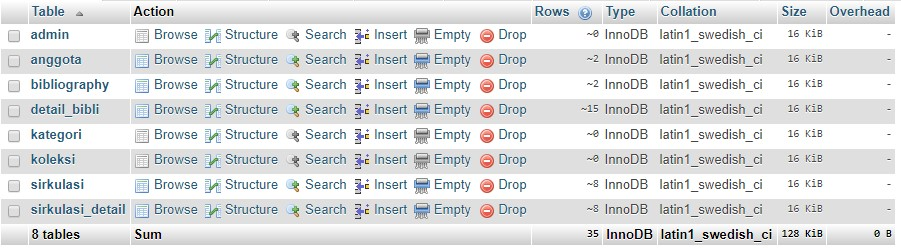 Table Action Rows Type Collation Size Overhead
admin Browse Structure Search Insert Empty Drop ~0 InnoDB latin1_swedish_ci 16 KiB -
anggota Browse Structure Search Insert Empty Drop ~2 InnoDB latin1_swedish_ci 16 KiB -
bibliography Browse Structure Search Insert Empty Drop ~2 InnoDB latin1_swedish_ci 16 KiB -
detail_bibli Browse Structure Search Insert Empty Drop ~15 InnoDB latin1_swedish_ci 16 KiB -
kategori Browse Structure Search Insert Empty Drop ~0 InnoDB latin1_swedish_ci 16 KiB -
koleksi Browse Structure Search Insert Empty Drop ~0 InnoDB latin1_swedish_ci 16 KiB -
sirkulasi Browse Structure Search Insert Empty Drop ~8 InnoDB latin1_swedish_ci 16 KiB -
sirkulasi_detail Browse Structure Search Insert Empty Drop ~8 InnoDB latin1_swedish_ci 16 KiB -
8 tables Sum 35 InnoDB latin1_swedish_ci 128 KiB 0 B